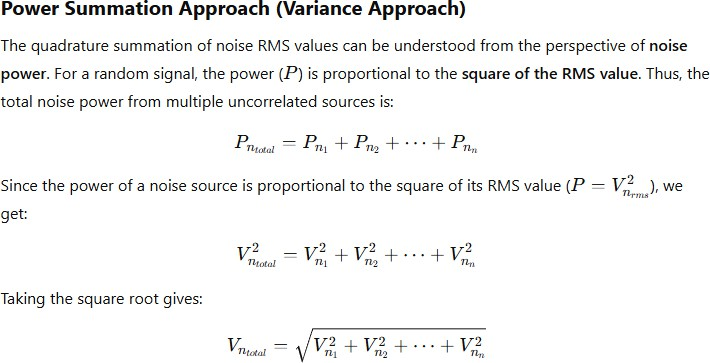 Power Summation Approach (Variance Approach)
The quadrature summation of noise RMS values can be understood from the perspective of noise
power. For a random signal, the power (P) is proportional to the square of the RMS value. Thus, the
total noise power from multiple uncorrelated sources is:
P_{n_{total}} = P_{n_1} + P_{n_2} + ⋯ + P_{n_n}
Since the power of a noise source is proportional to the square of its RMS value (P = V_{n_{rms}}^2), we
get:
V_{n_{total}}^2 = V_{n_1}^2 + V_{n_2}^2 + ⋯ + V_{n_n}^2
Taking the square root gives:
V_{n_{total}} = √(V_{n_1}^2 + V_{n_2}^2 + ⋯ + V_{n_n}^2)